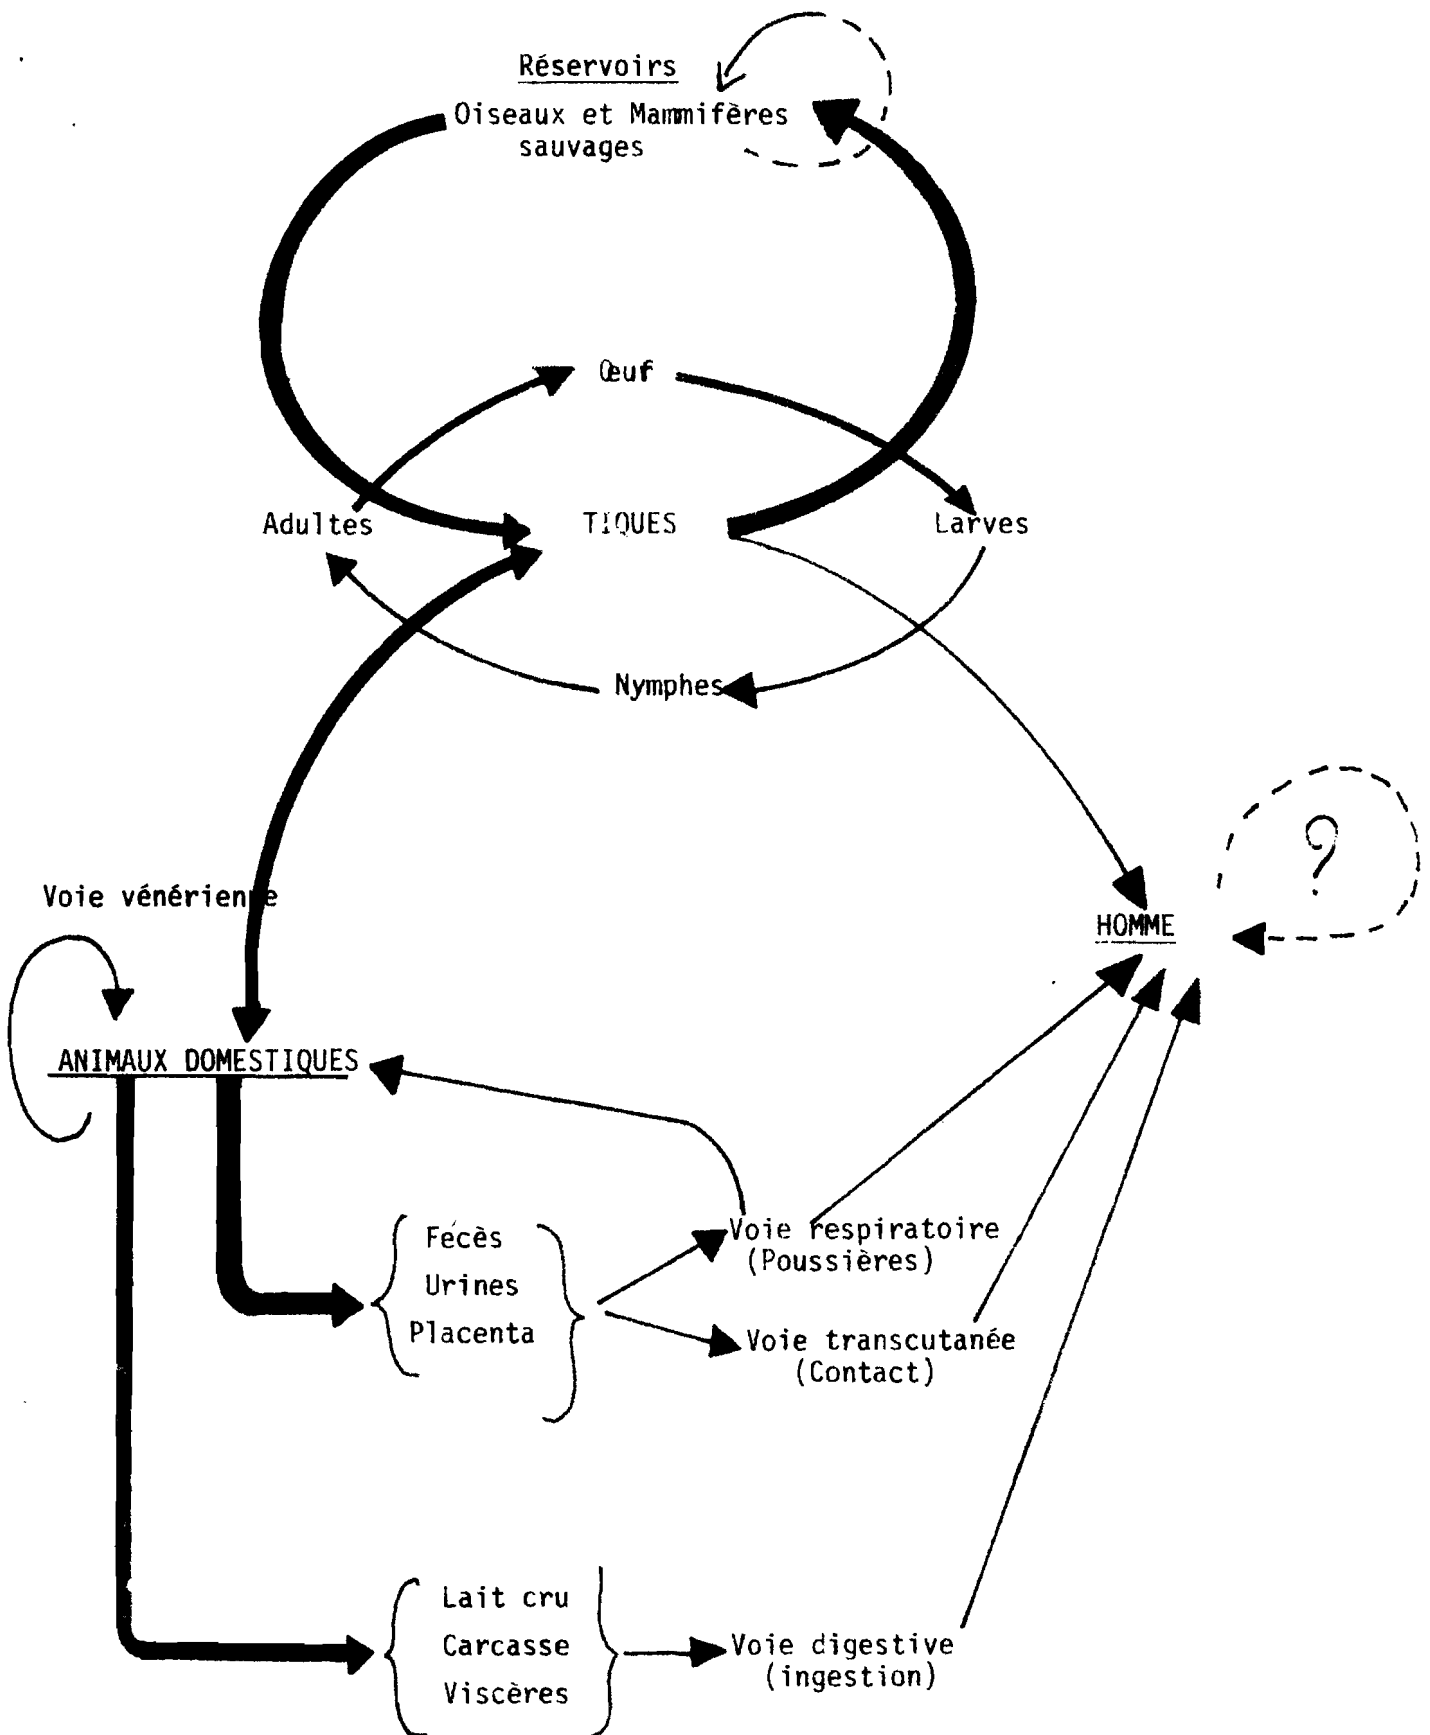 Réservoirs
Oiseaux et Mammifères
sauvages
Œuf
Adultes
TIQUES
Larves
Nymphes
?
Voie vénérienne
HOMME
ANIMAUX DOMESTIQUES
Fécès
Urines
Placenta
Voie respiratoire
(Poussières)
Voie transcutanée
(Contact)
Lait cru
Carcasse
Viscères
Voie digestive
(ingestion)